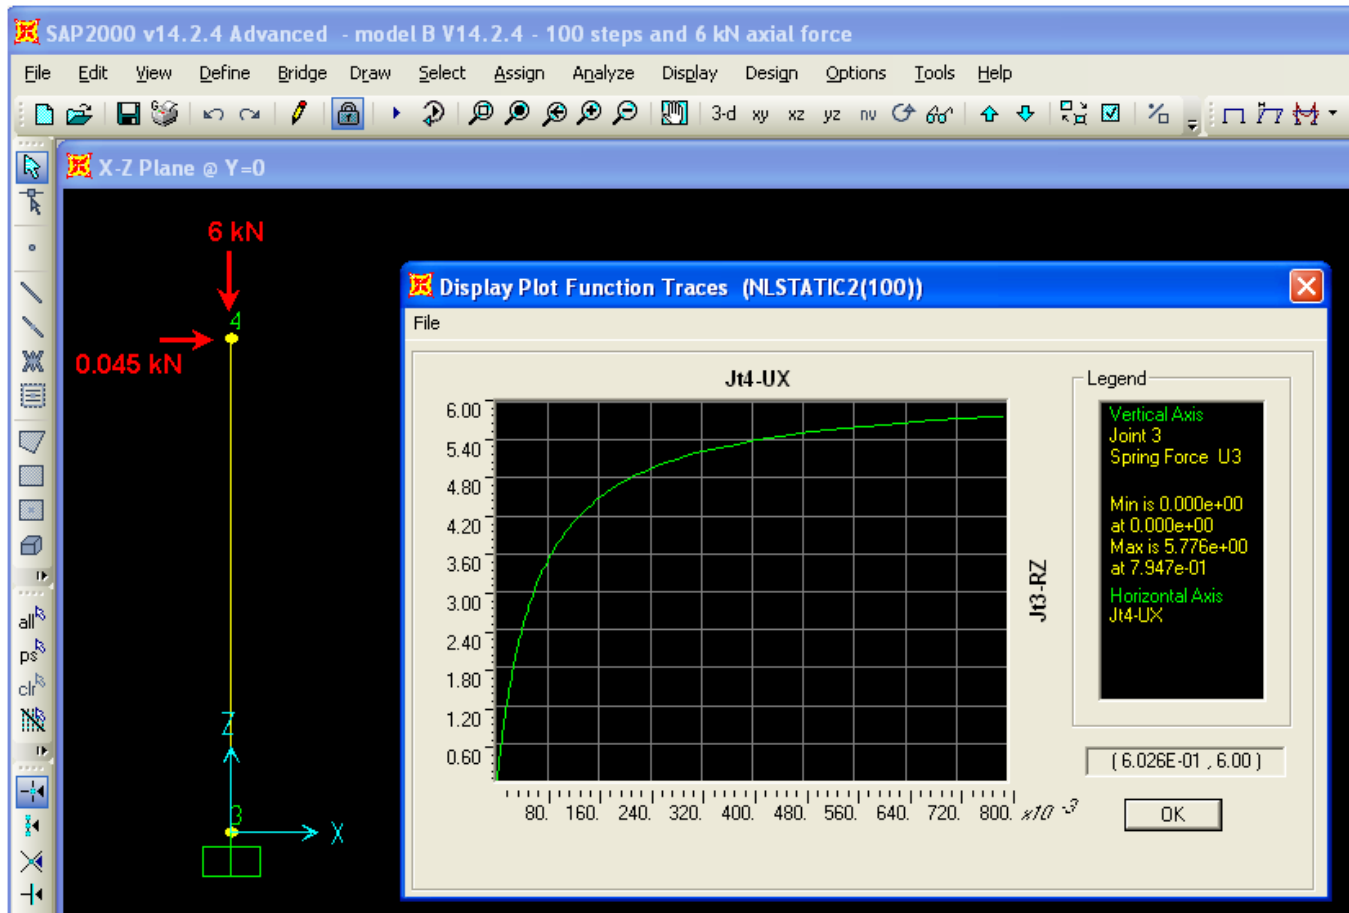 SAP2000 v14.2.4 Advanced - model B V14.2.4 - 100 steps and 6 kN axial force
File Edit View Define Bridge Draw Select Assign Analyze Display Design Options Tools Help
3-d xy xz yz nv
X-Z Plane @ Y=0
6 kN
4
0.045 kN
Z
3
X
all
ps
clr
Display Plot Function Traces (NLSTATIC2(100))
File
Jt4-UX
6.00
5.40
4.80
4.20
3.60
3.00
2.40
1.80
1.20
0.60
80. 160. 240. 320. 400. 480. 560. 640. 720. 800. x10 -3
Jt3-RZ
Legend
Vertical Axis
Joint 3
Spring Force U3
Min is 0.000e+00
at 0.000e+00
Max is 5.776e+00
at 7.947e-01
Horizontal Axis
Jt4-UX
( 6.026E-01 , 6.00 )
OK